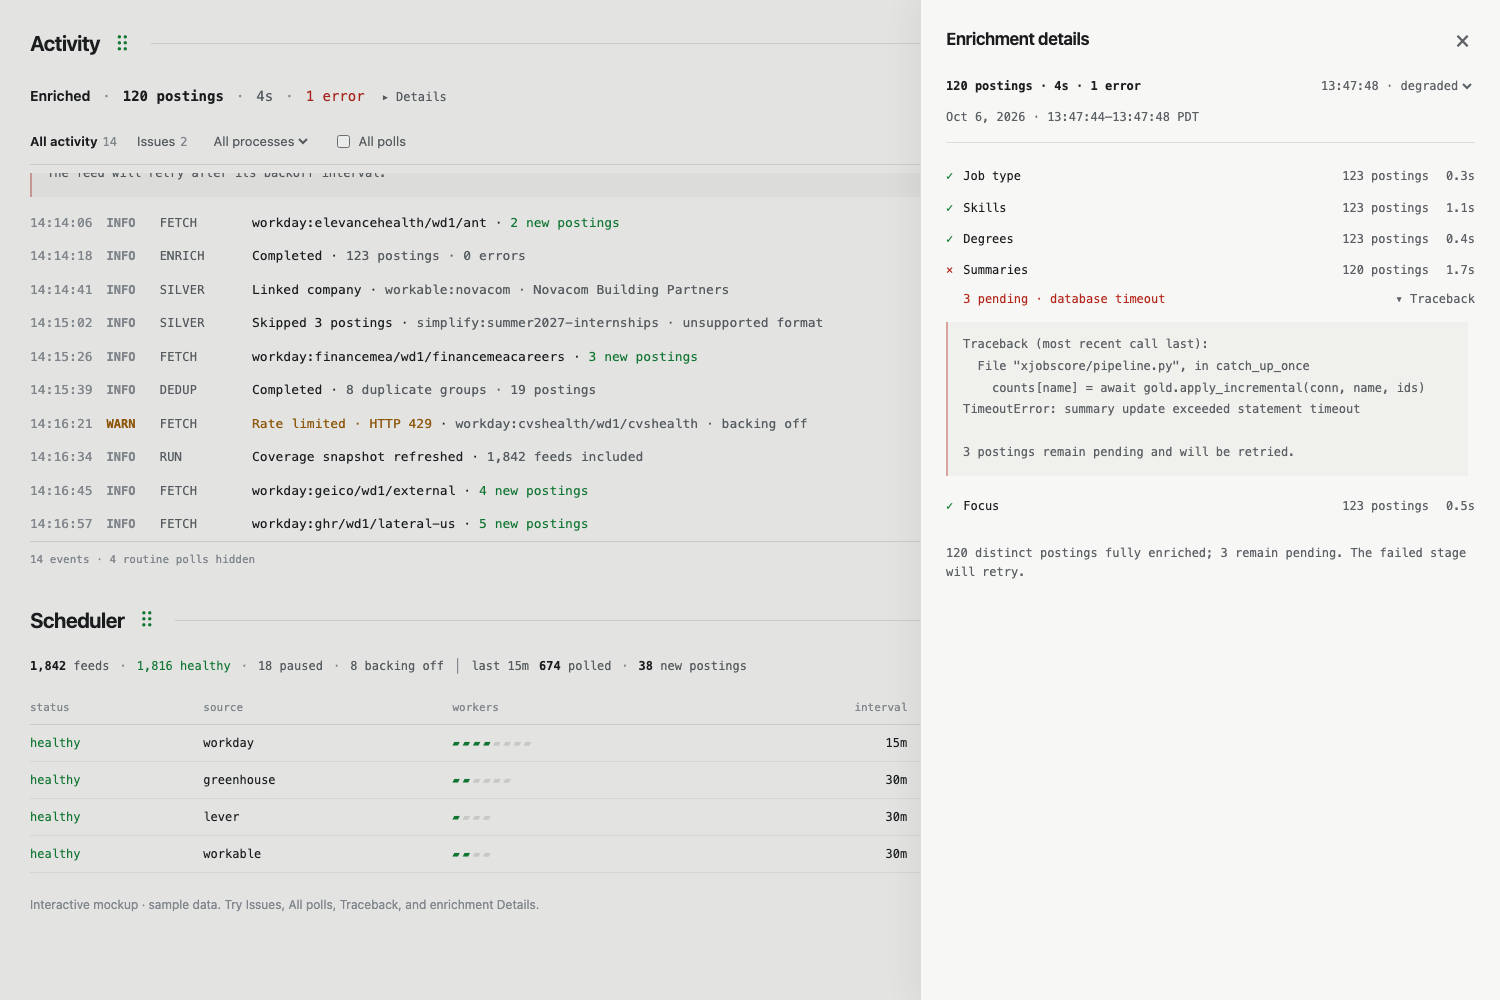 Activity
Enriched · 120 postings · 4s · 1 error ▸ Details
All activity 14 Issues 2 All processes All polls
The feed will retry after its backoff interval.
14:14:06 INFO FETCH workday:elevancehealth/wd1/ant · 2 new postings
14:14:18 INFO ENRICH Completed · 123 postings · 0 errors
14:14:41 INFO SILVER Linked company · workable:novacom · Novacom Building Partners
14:15:02 INFO SILVER Skipped 3 postings · simplify:summer2027-internships · unsupported format
14:15:26 INFO FETCH workday:financemea/wd1/financemeacareers · 3 new postings
14:15:39 INFO DEDUP Completed · 8 duplicate groups · 19 postings
14:16:21 WARN FETCH Rate limited · HTTP 429 · workday:cvshealth/wd1/cvshealth · backing off
14:16:34 INFO RUN Coverage snapshot refreshed · 1,842 feeds included
14:16:45 INFO FETCH workday:geico/wd1/external · 4 new postings
14:16:57 INFO FETCH workday:ghr/wd1/lateral-us · 5 new postings
14 events · 4 routine polls hidden
Scheduler
1,842 feeds · 1,816 healthy · 18 paused · 8 backing off | last 15m 674 polled · 38 new postings
status source workers interval
healthy workday 15m
healthy greenhouse 30m
healthy lever 30m
healthy workable 30m
Interactive mockup · sample data. Try Issues, All polls, Traceback, and enrichment Details.
Enrichment details ×
120 postings · 4s · 1 error 13:47:48 · degraded
Oct 6, 2026 · 13:47:44–13:47:48 PDT
✓ Job type 123 postings 0.3s
✓ Skills 123 postings 1.1s
✓ Degrees 123 postings 0.4s
× Summaries 120 postings 1.7s
3 pending · database timeout ▾ Traceback
Traceback (most recent call last):
File "xjobscore/pipeline.py", in catch_up_once
counts[name] = await gold.apply_incremental(conn, name, ids)
TimeoutError: summary update exceeded statement timeout
3 postings remain pending and will be retried.
✓ Focus 123 postings 0.5s
120 distinct postings fully enriched; 3 remain pending. The failed stage
will retry.